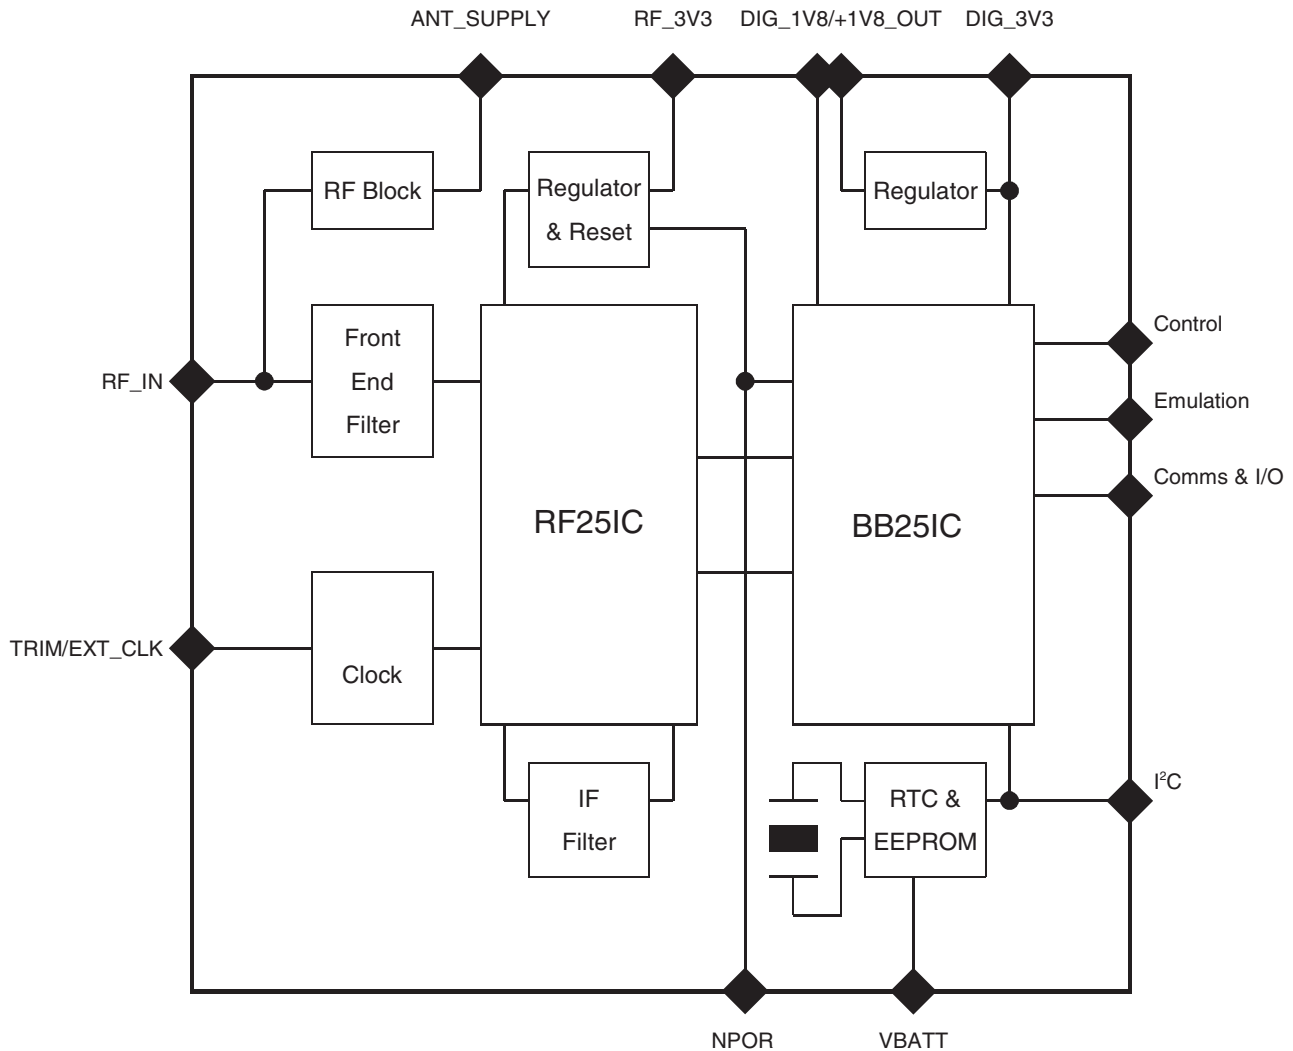 ANT_SUPPLY
RF_3V3
DIG_1V8/+1V8_OUT
DIG_3V3
RF Block
Regulator
& Reset
Regulator
Front
End
Filter
RF_IN
Control
Emulation
Comms & I/O
RF25IC
BB25IC
TRIM/EXT_CLK
Clock
IF
Filter
RTC &
EEPROM
I²C
NPOR
VBATT